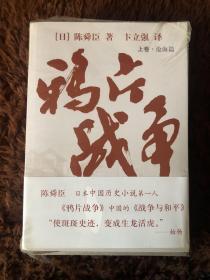 [日] 陈舜臣 著 卞立强 译
上卷·沧海篇
鸦片
战争
陈舜臣 日本中国历史小说第一人
《鸦片战争》中国的《战争与和平》
“使斑斑史迹，变成生龙活虎。”